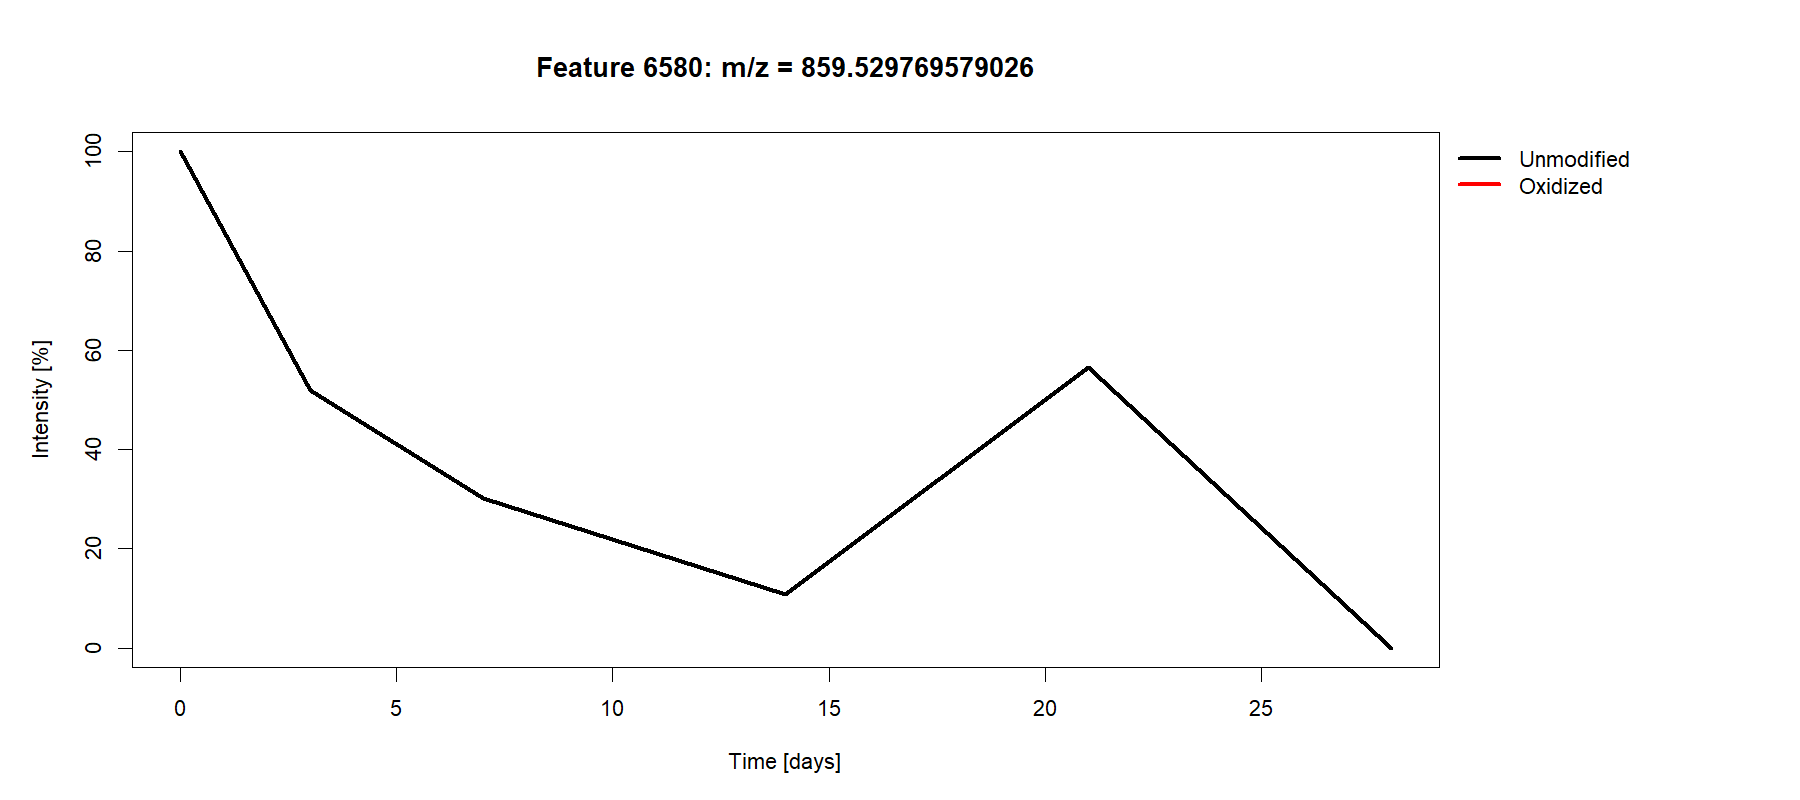 Feature 6580: m/z = 859.529769579026
Unmodified
Oxidized
Intensity [%]
100
80
60
40
20
0
0 5 10 15 20 25
Time [days]